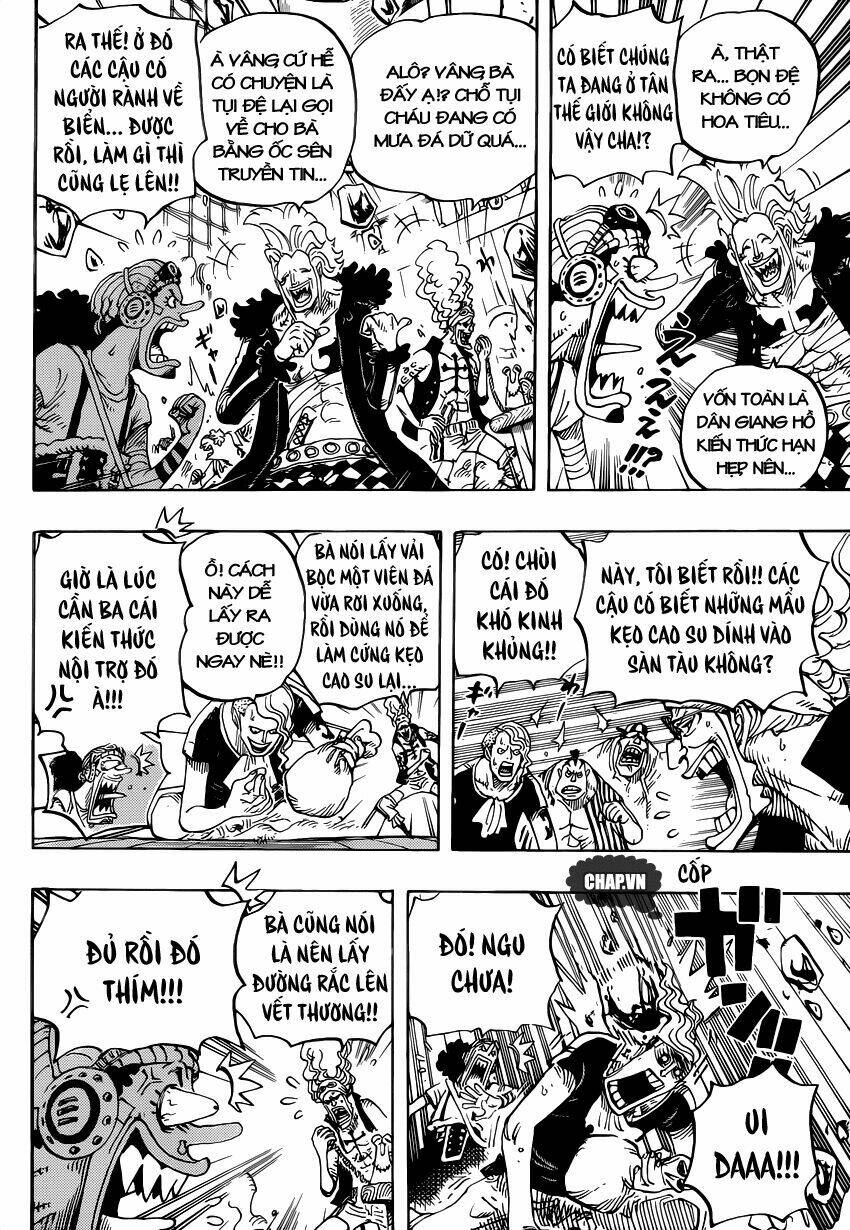 À, THẬT
RA... BỌN ĐỆ
KHÔNG CÓ
HOA TIÊU...
CÓ BIẾT CHÚNG
TA ĐANG Ở TÂN
THẾ GIỚI KHÔNG
VẬY CHA!?
VỐN TOÀN LÀ
DÂN GIANG HỒ
KIẾN THỨC HẠN
HẸP NÊN...
えええ!!?
ALÔ? VÂNG BÀ
ĐẤY Ạ!? CHỖ TỤI
CHÁU ĐANG CÓ
MƯA ĐÁ DỮ QUÁ...
À VÂNG CỨ HỄ
CÓ CHUYỆN LÀ
TỤI ĐỆ LẠI GỌI
VỀ CHO BÀ
BẰNG ỐC SÊN
TRUYỀN TIN...
RA THẾ! Ở ĐÓ
CÁC CẬU CÓ
NGƯỜI RÀNH VỀ
BIỂN... ĐƯỢC
RỒI, LÀM GÌ THÌ
CŨNG LẸ LÊN!!
NÀY, TÔI BIẾT RỒI!! CÁC
CẬU CÓ BIẾT NHỮNG MẨU
KẸO CAO SU DÍNH VÀO
SÀN TÀU KHÔNG?
CÓ! CHÙI
CÁI ĐÓ
KHÓ KINH
KHỦNG!!
BÀ NÓI LẤY VẢI
BỌC MỘT VIÊN ĐÁ
VỪA RỜI XUỐNG,
RỒI DÙNG NÓ ĐỂ
LÀM CỨNG KẸO
CAO SU LẠI...
Ồ! CÁCH
NÀY DỄ
LẤY RA
ĐƯỢC
NGAY NÈ!!
GIỜ LÀ LÚC
CẦN BA CÁI
KIẾN THỨC
NỘI TRỢ ĐÓ
À!!!
CHAP.VN
CỐP
ガン!!
ĐÓ! NGU
CHƯA!
UI
DAAA!!!
BÀ CŨNG NÓI
LÀ NÊN LẤY
ĐƯỜNG RẮC LÊN
VẾT THƯƠNG!!
ĐỦ RỒI ĐÓ
THÍM!!!